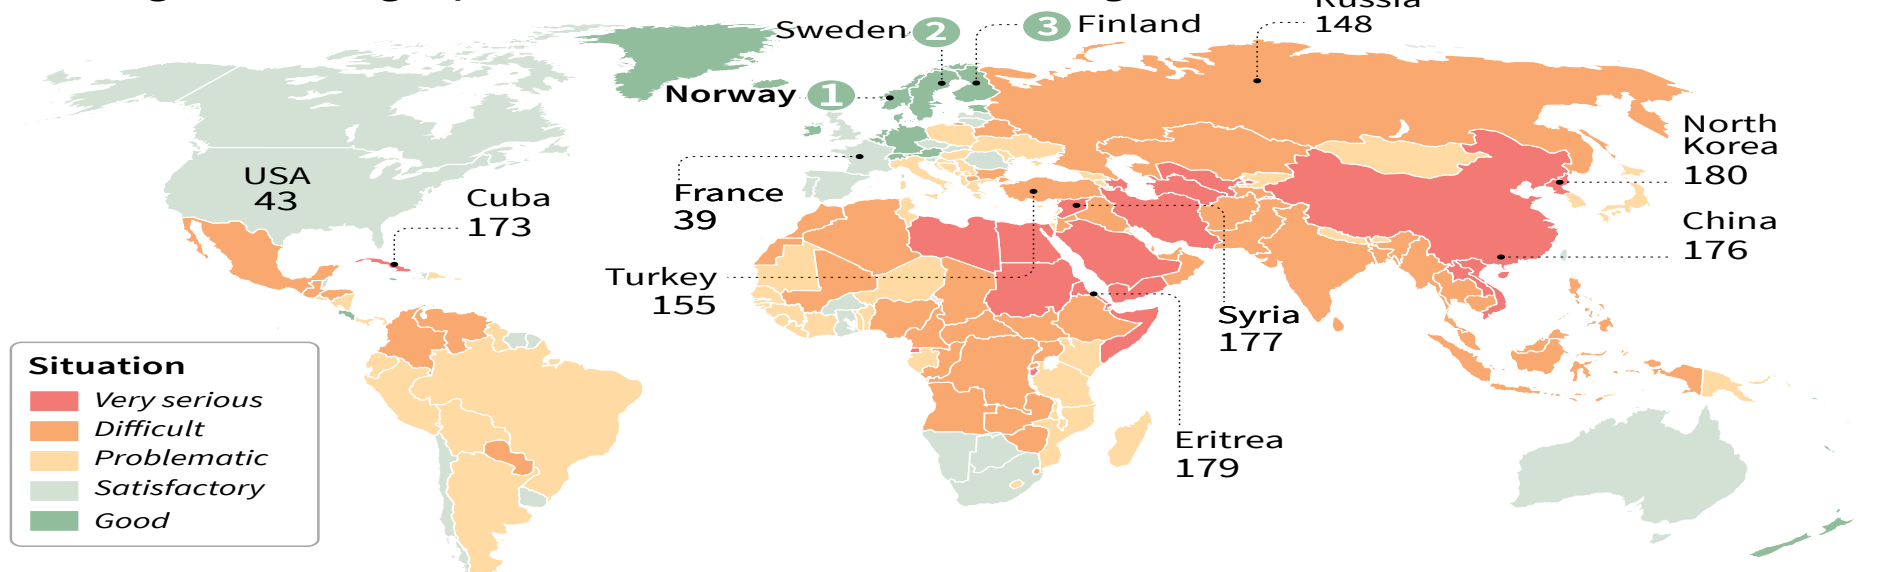 Russia
148
Sweden 2
3 Finland
Norway 1
North
Korea
180
USA
43
Cuba
173
France
39
China
176
Turkey
155
Syria
177
Situation
Very serious
Difficult
Problematic
Satisfactory
Good
Eritrea
179